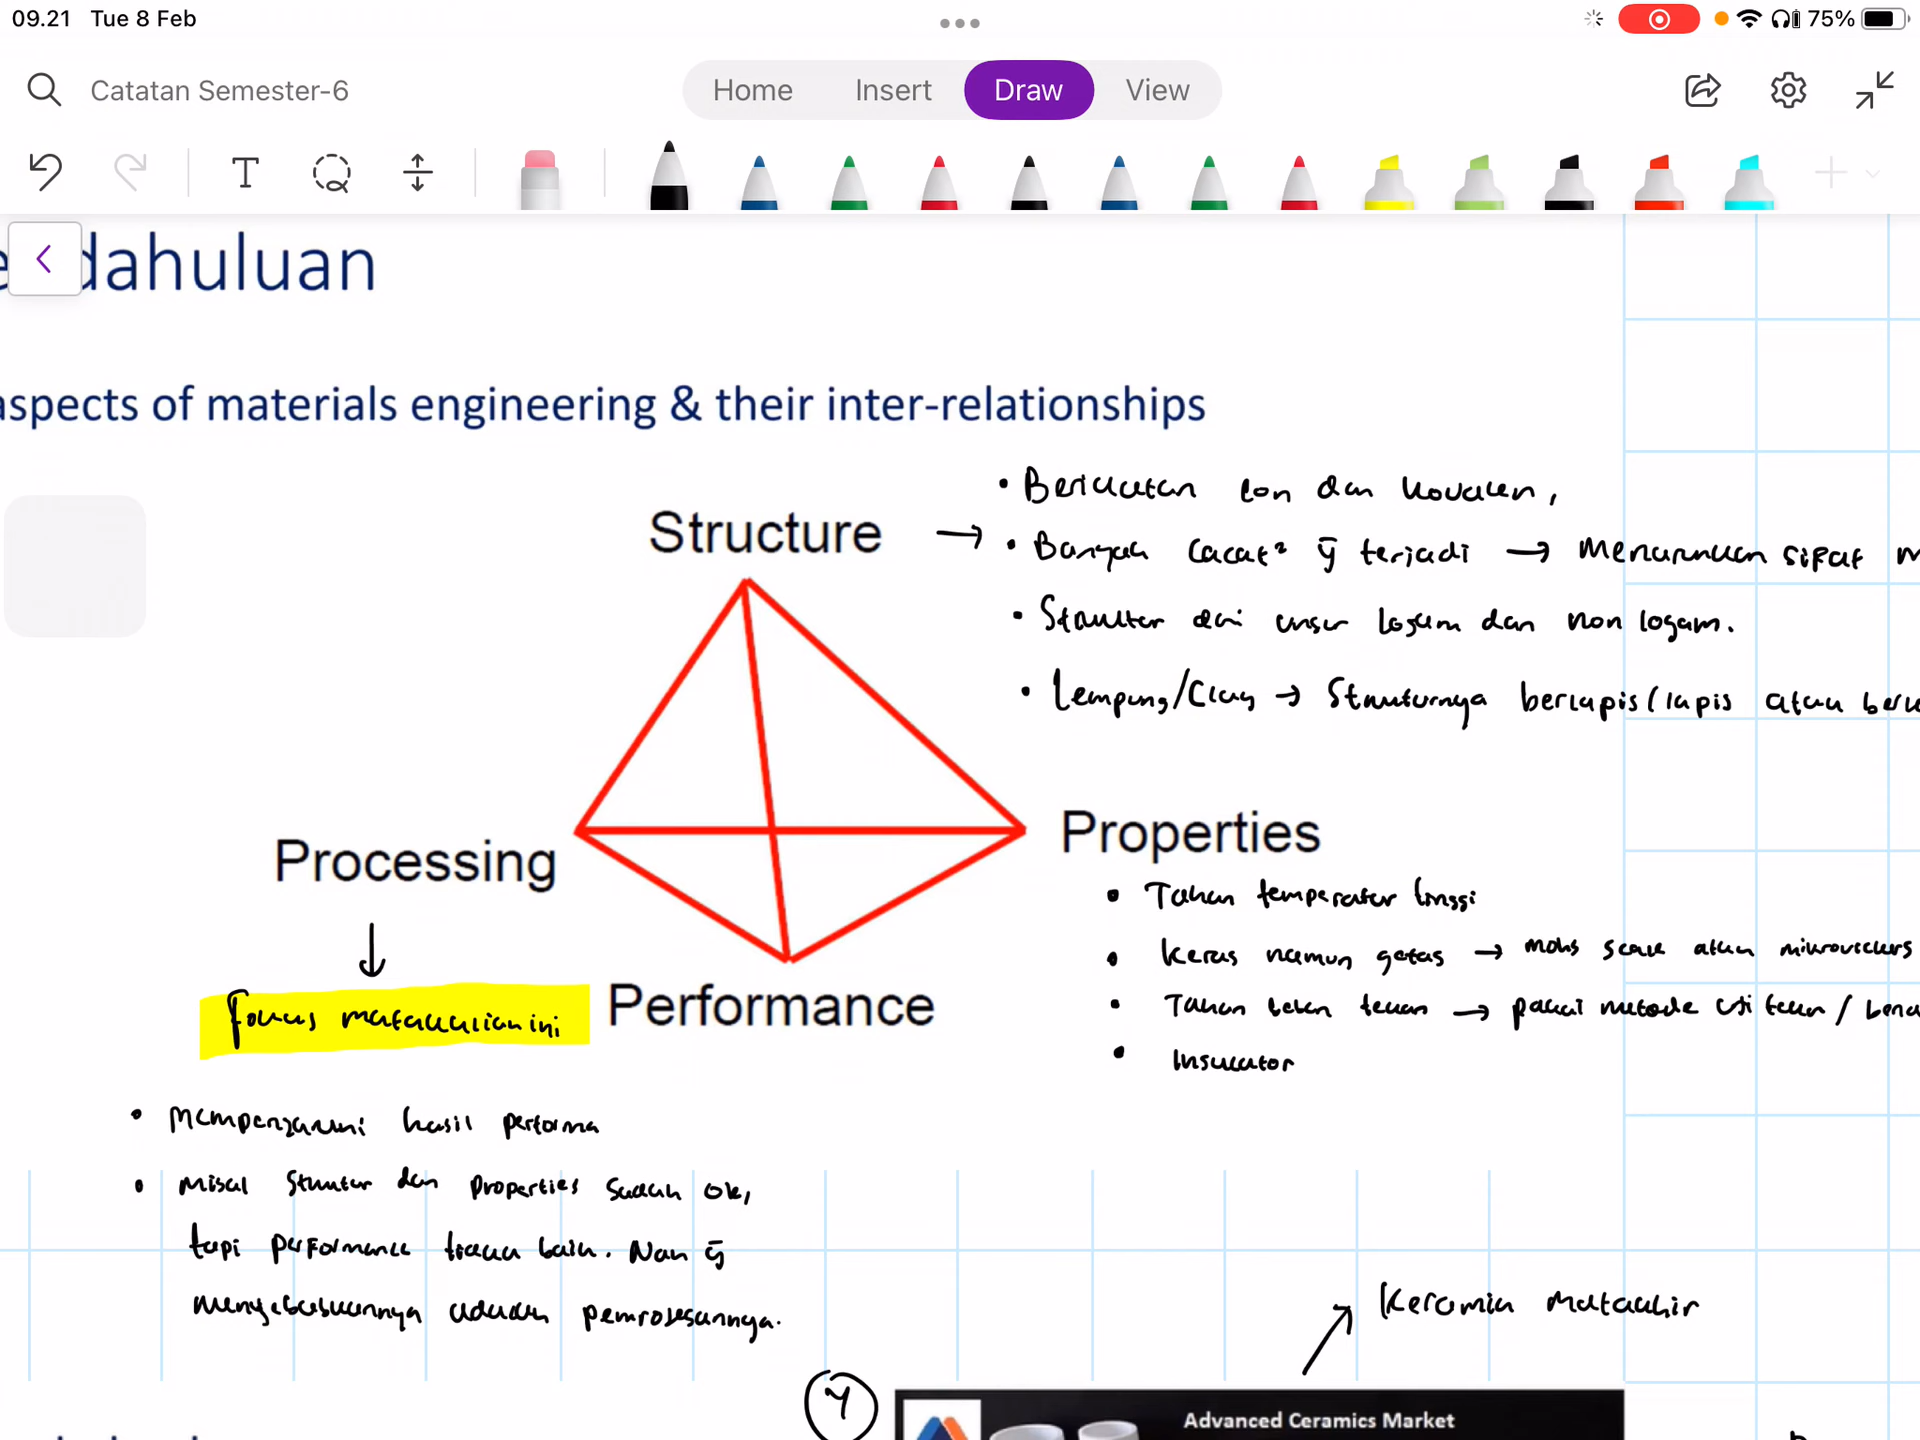 09.21 Tue 8 Feb
75%
Catatan Semester-6
Home Insert Draw View
T
dahuluan
aspects of materials engineering & their inter-relationships
Structure
→ • Berikatan ion dan kovalen,
• Banyak cacat² yg terjadi → Menurunkan sifat m
• Struktur dari unsur logam dan non logam.
• Lempung/Clay → Strukturnya berlapis/lapis atau
Processing
Properties
• Tahan temperatur tinggi
• Keras namun getas → mohs scale atau mikrovickers
• Tahan beban tekan → pakai metode uji tekan /
• Insulator
Performance
fokus matakuliah ini
• Mempengaruhi hasil performa
• Misal struktur dan properties sudah ok,
tapi performance tidak baik. Nah yg
menyebabkannya adalah pemrosesannya.
Keramik Mutakhir
Advanced Ceramics Market